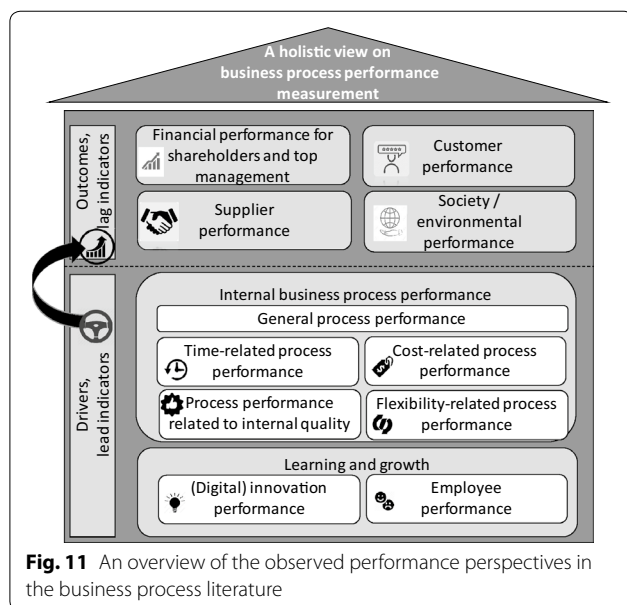 A holistic view on
business process performance
measurement
Outcomes,
lag indicators
Financial performance for
shareholders and top
management
Customer
performance
Supplier
performance
Society /
environmental
performance
Drivers,
lead indicators
Internal business process performance
General process performance
Time-related process
performance
Cost-related process
performance
Process performance
related to internal quality
Flexibility-related process
performance
Learning and growth
(Digital) innovation
performance
Employee
performance
Fig. 11 An overview of the observed performance perspectives in
the business process literature